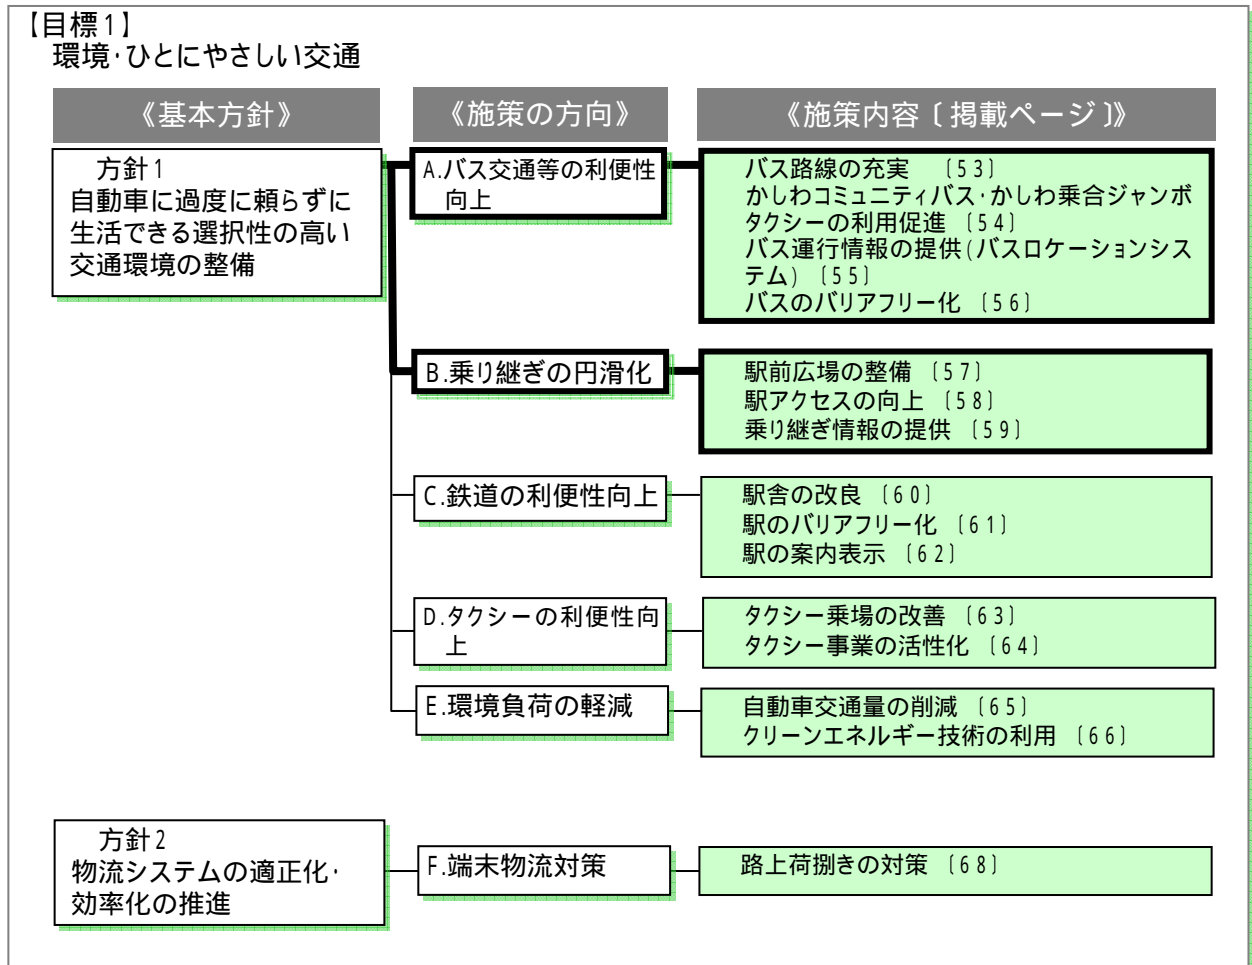 【目標1】
環境・ひとにやさしい交通
《基本方針》
《施策の方向》
《施策内容〔掲載ページ〕》
方針1
自動車に過度に頼らずに
生活できる選択性の高い
交通環境の整備
A.バス交通等の利便性
向上
バス路線の充実 〔53〕
かしわコミュニティバス・かしわ乗合ジャンボ
タクシーの利用促進〔54〕
バス運行情報の提供(バスロケーションシス
テム)〔55〕
バスのバリアフリー化〔56〕
B.乗り継ぎの円滑化
駅前広場の整備〔57〕
駅アクセスの向上〔58〕
乗り継ぎ情報の提供〔59〕
C.鉄道の利便性向上
駅舎の改良〔60〕
駅のバリアフリー化〔61〕
駅の案内表示〔62〕
D.タクシーの利便性向
上
タクシー乗場の改善〔63〕
タクシー事業の活性化〔64〕
E.環境負荷の軽減
自動車交通量の削減〔65〕
クリーンエネルギー技術の利用〔66〕
方針2
物流システムの適正化・
効率化の推進
F.端末物流対策
路上荷捌きの対策〔68〕